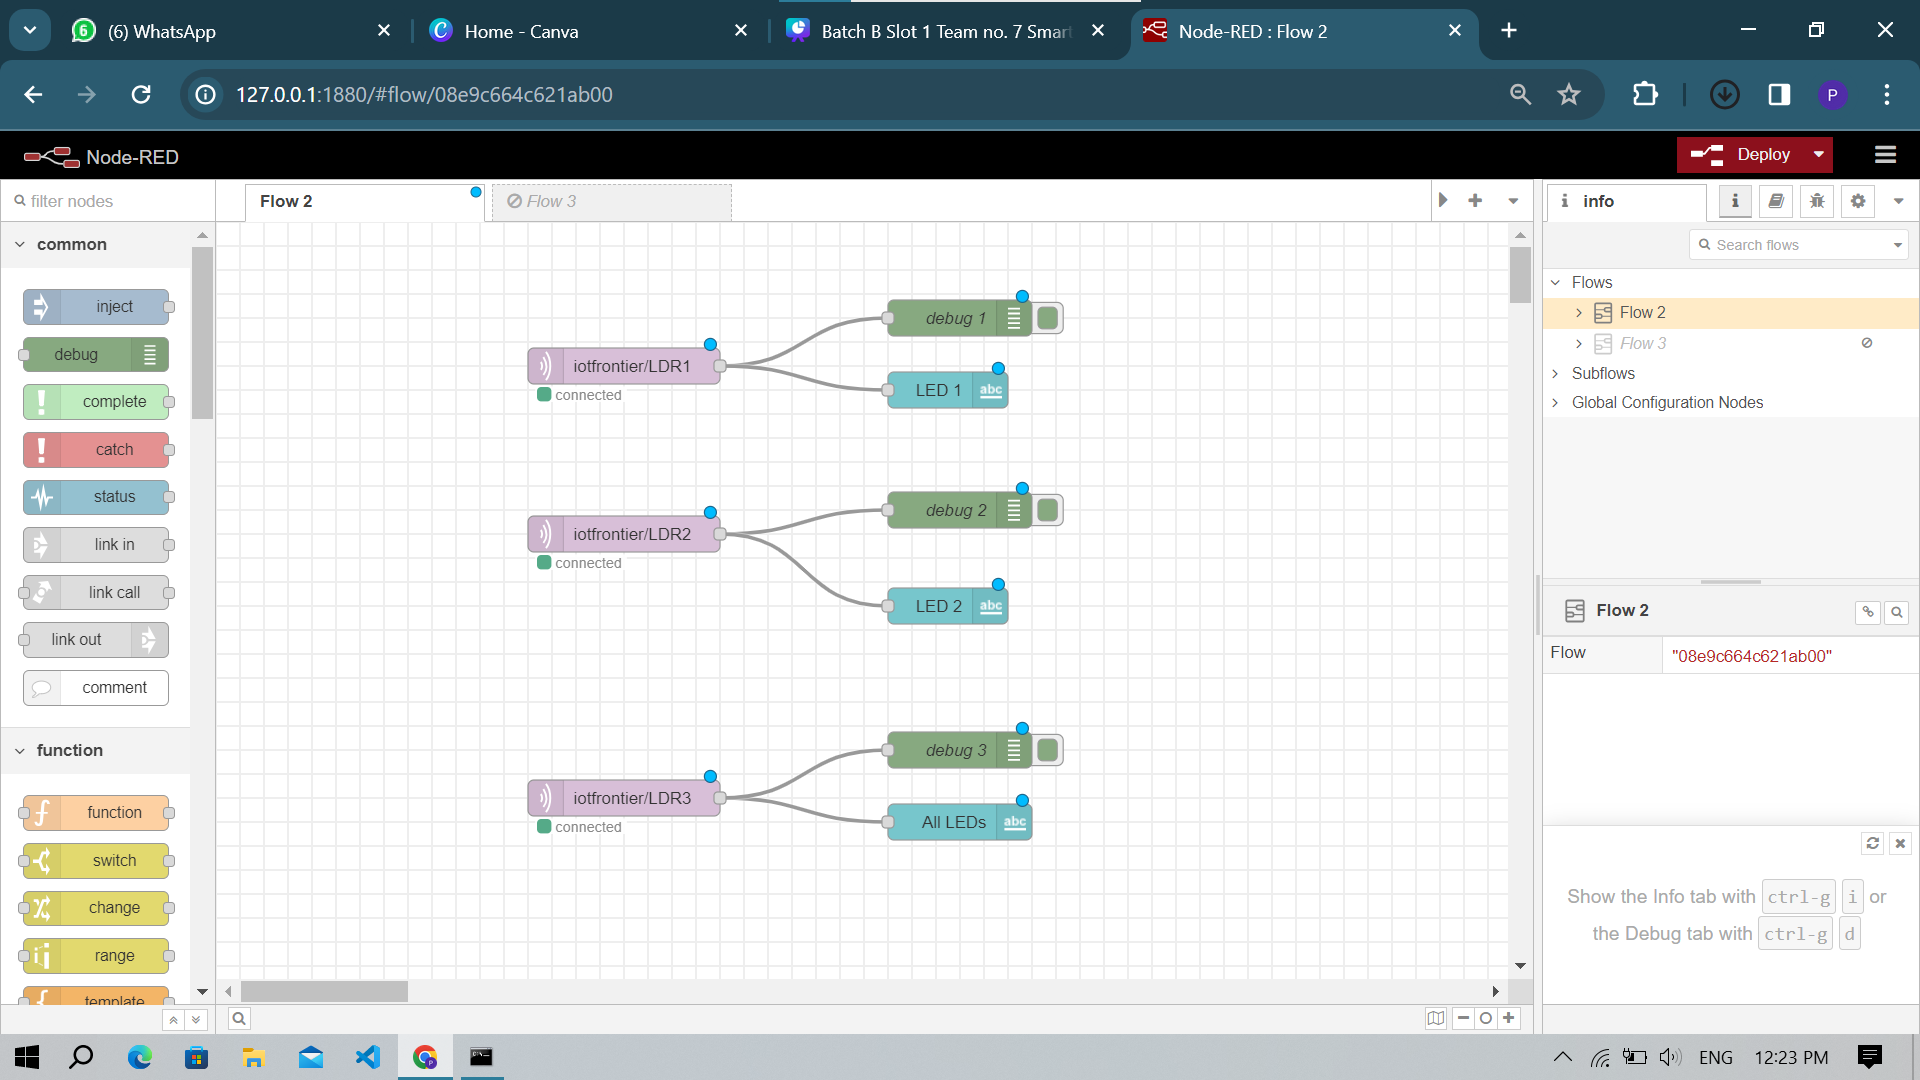 (6) WhatsApp
Home - Canva
Batch B Slot 1 Team no. 7 Smart
Node-RED : Flow 2
127.0.0.1:1880/#flow/08e9c664c621ab00
P
Node-RED
Deploy
filter nodes
Flow 2
Flow 3
info
Search flows
common
inject
debug
complete
catch
status
link in
link call
link out
comment
function
function
switch
change
range
template
iotfrontier/LDR1
connected
debug 1
LED 1
abc
iotfrontier/LDR2
connected
debug 2
LED 2
abc
iotfrontier/LDR3
connected
debug 3
All LEDs
abc
Flows
Flow 2
Flow 3
Subflows
Global Configuration Nodes
Flow 2
Flow
"08e9c664c621ab00"
Show the Info tab with ctrl-g i or
the Debug tab with ctrl-g d
ENG
12:23 PM